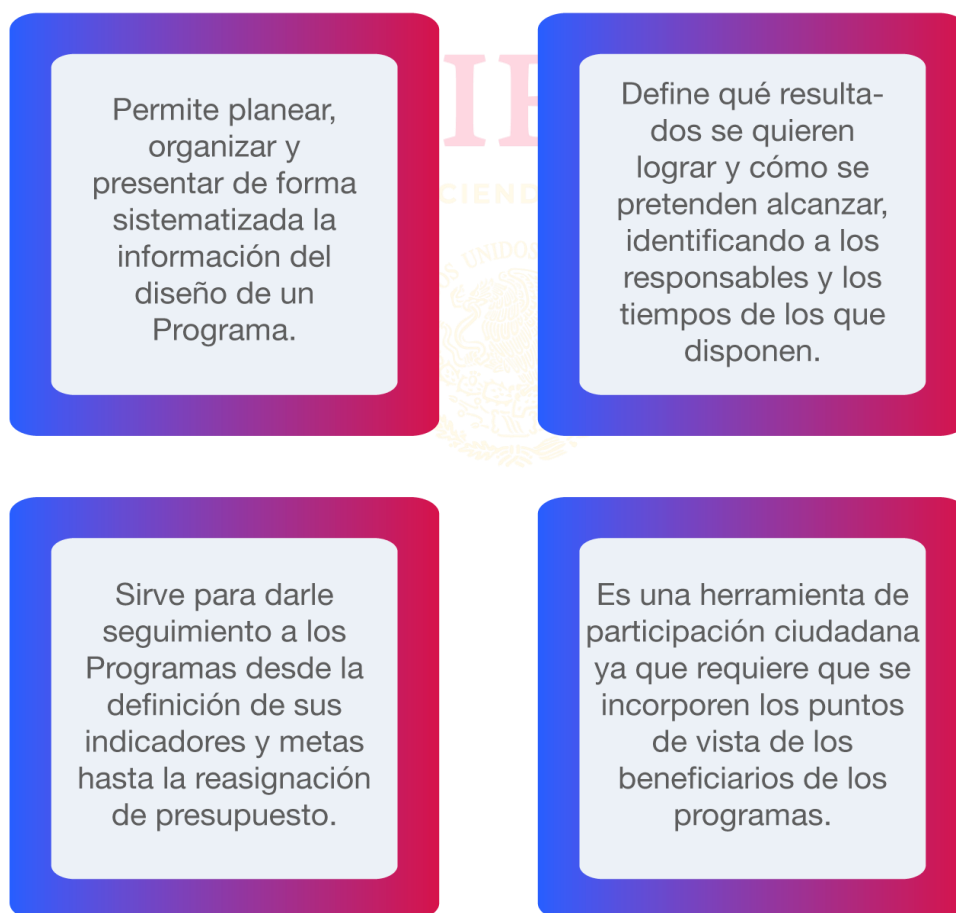 Permite planear,
organizar y
presentar de forma
sistematizada la
información del
diseño de un
Programa.
Define qué resulta-
dos se quieren
lograr y cómo se
pretenden alcanzar,
identificando a los
responsables y los
tiempos de los que
disponen.
Sirve para darle
seguimiento a los
Programas desde la
definición de sus
indicadores y metas
hasta la reasignación
de presupuesto.
Es una herramienta de
participación ciudadana
ya que requiere que se
incorporen los puntos
de vista de los
beneficiarios de los
programas.
UNIDOS